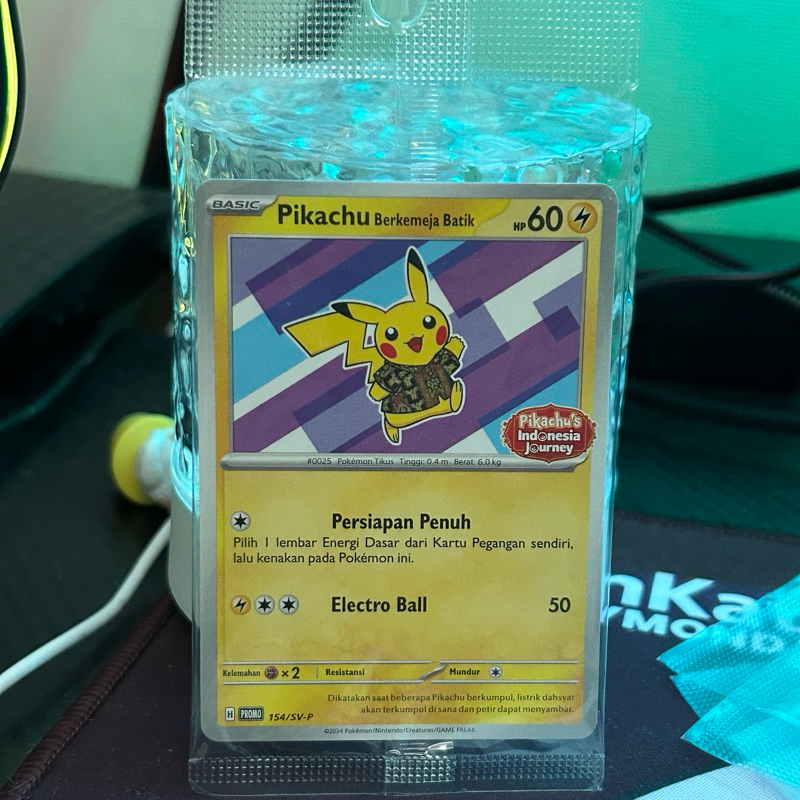 BASIC
Pikachu Berkemeja Batik HP 60
Pikachu's
Indonesia
Journey
#0025 Pokémon Tikus Tinggi: 0.4 m Berat: 6.0 kg
Persiapan Penuh
Pilih 1 lembar Energi Dasar dari Kartu Pegangan sendiri,
lalu kenakan pada Pokémon ini.
Electro Ball 50
Kelemahan ×2 Resistansi Mundur
H PROMO 154/SV-P
Dikatakan saat beberapa Pikachu berkumpul, listrik dahsyat
akan terkumpul di sana dan petir dapat menyambar.
©2024 Pokémon/Nintendo/Creatures/GAME FREAK.